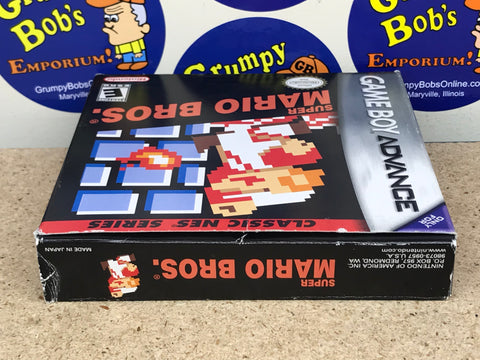 Grumpy
Bob's
EMPORIUM!
GrumpyBobsOnline.com
Maryville, Illinois
Grumpy
GB
EMPORIUM!
GrumpyBobsOnline.com
Maryville, Illinois
GAME BOY ADVANCE
ONLY
FOR
Nintendo
E
SUPER
MARIO BROS.®
CLASSIC NES SERIES
SUPER
MARIO BROS.®
MADE IN JAPAN
NINTENDO OF AMERICA INC.
P.O. BOX 957, REDMOND, WA
98073-0957 U.S.A.
www.nintendo.com